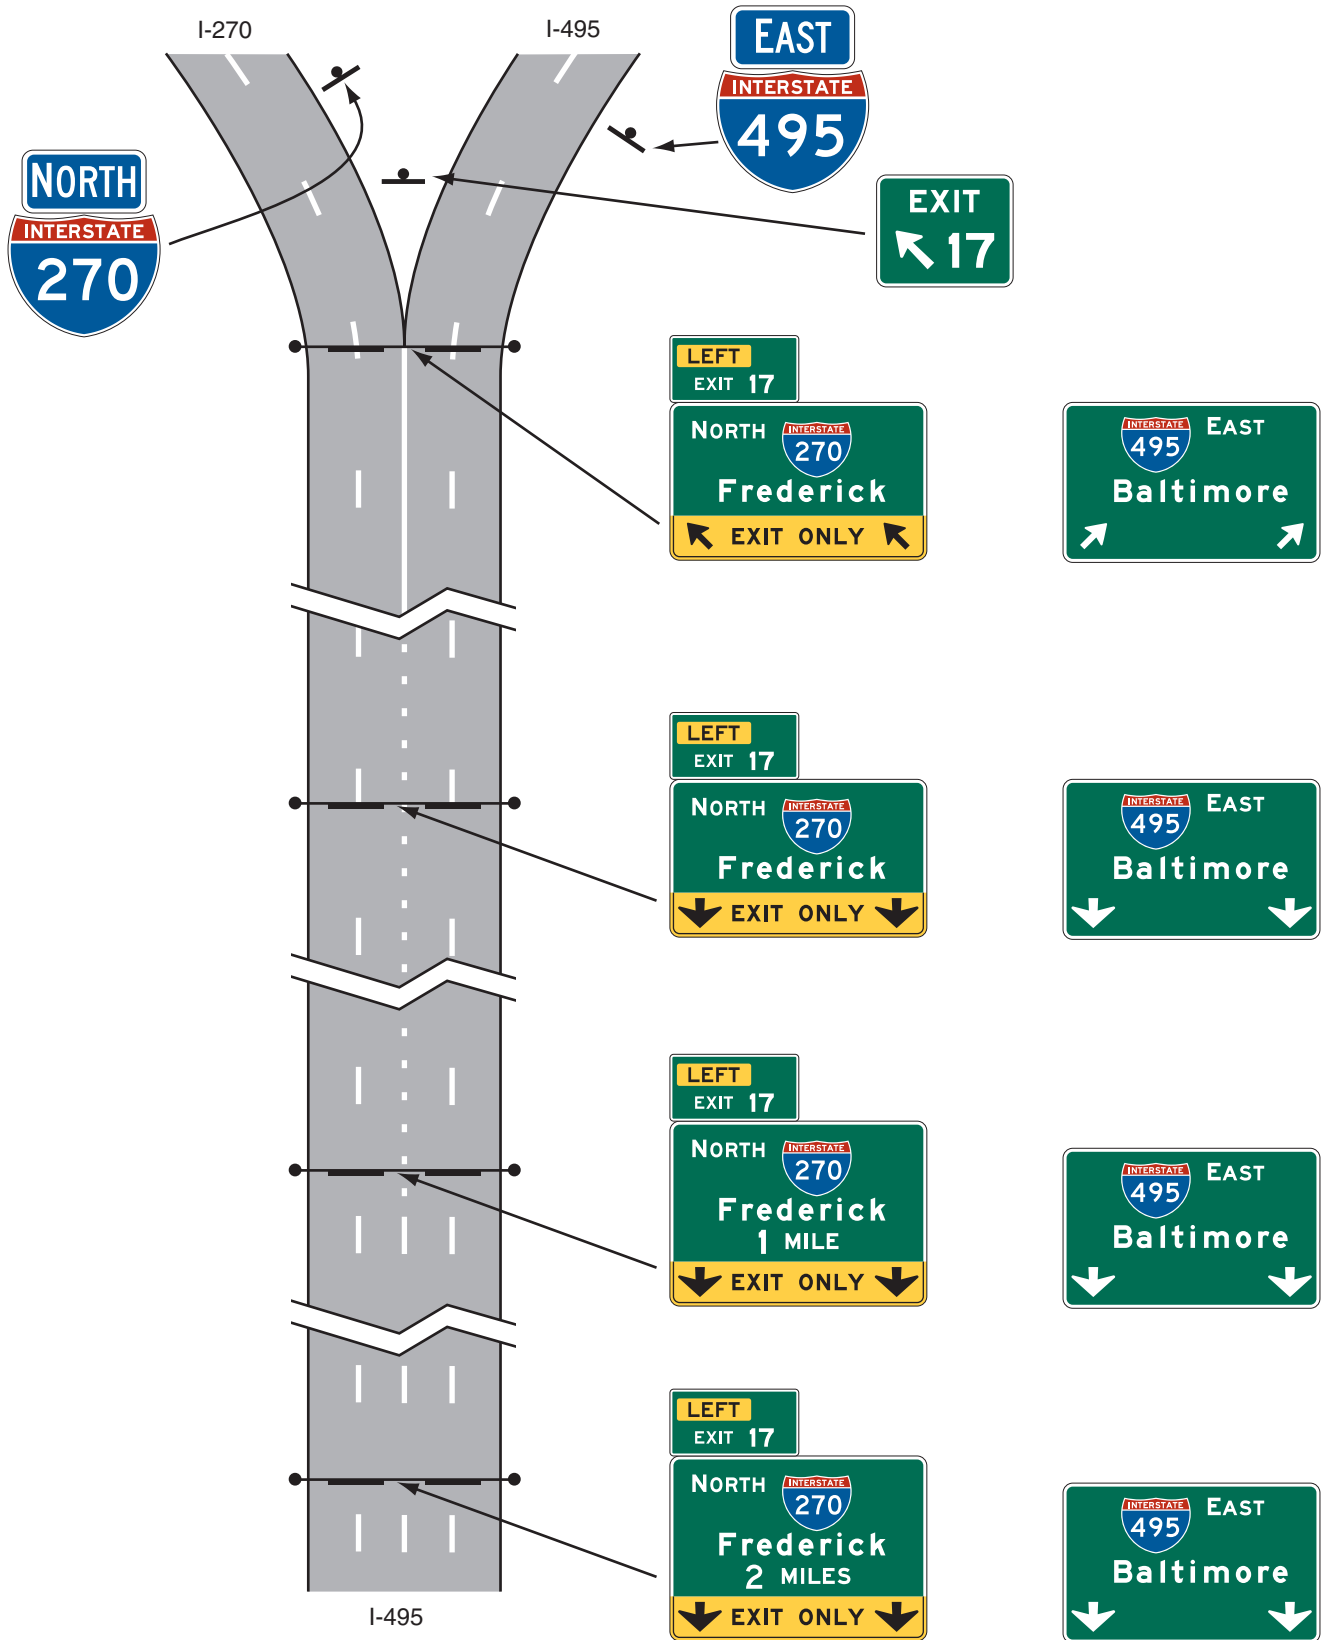 I-270
I-495
EAST
INTERSTATE
495
NORTH
INTERSTATE
270
EXIT
17
LEFT
EXIT 17
NORTH
INTERSTATE
270
Frederick
EXIT ONLY
INTERSTATE
495
EAST
Baltimore
LEFT
EXIT 17
NORTH
INTERSTATE
270
Frederick
EXIT ONLY
INTERSTATE
495
EAST
Baltimore
LEFT
EXIT 17
NORTH
INTERSTATE
270
Frederick
1 MILE
EXIT ONLY
INTERSTATE
495
EAST
Baltimore
LEFT
EXIT 17
NORTH
INTERSTATE
270
Frederick
2 MILES
EXIT ONLY
INTERSTATE
495
EAST
Baltimore
I-495